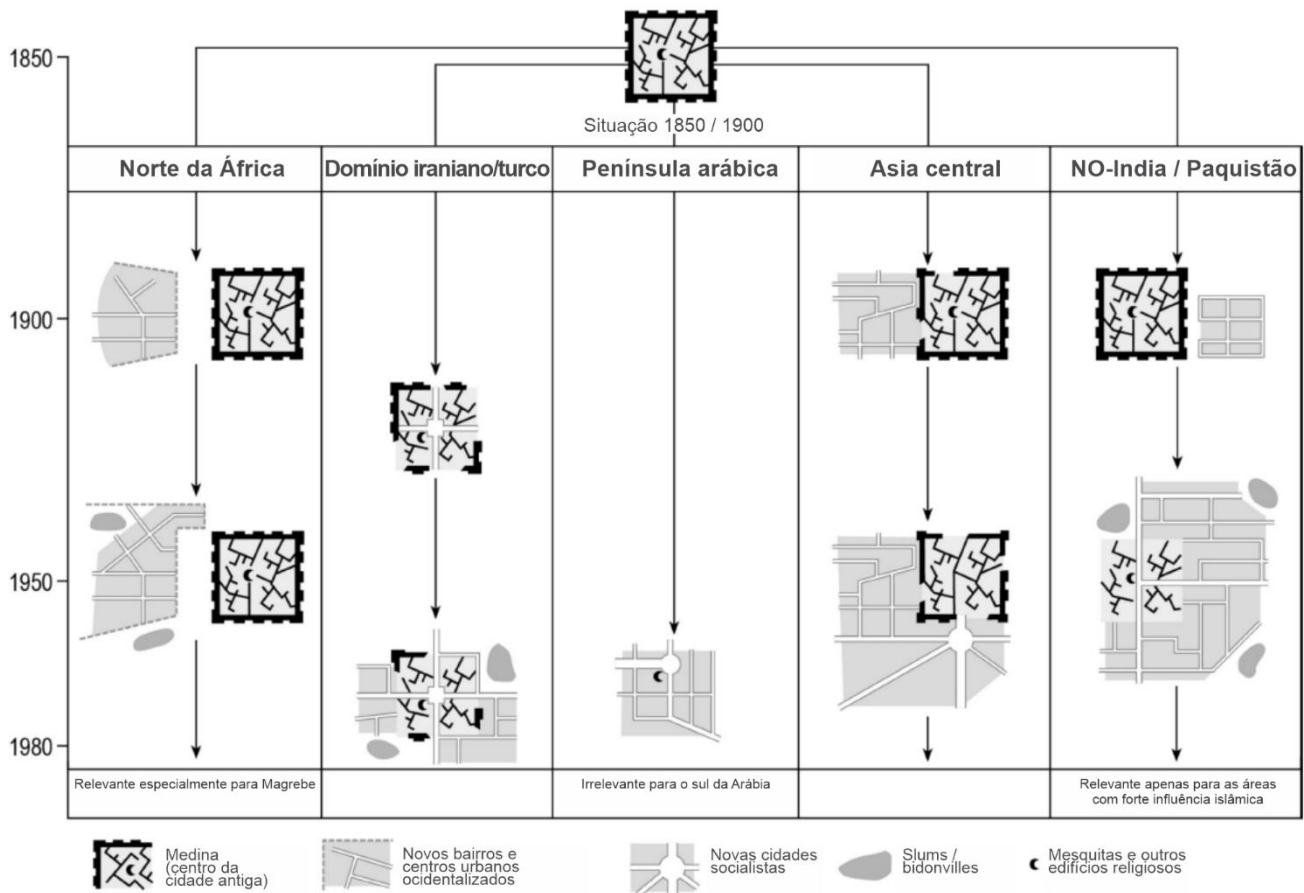 1850
Situação 1850 / 1900
Norte da África
Domínio iraniano/turco
Península arábica
Asia central
NO-India / Paquistão
1900
1950
1980
Relevante especialmente para Magrebe
Irrelevante para o sul da Arábia
Relevante apenas para as áreas
com forte influência islâmica
Medina
(centro da
cidade antiga)
Novos bairros e
centros urbanos
ocidentalizados
Novas cidades
socialistas
Slums /
bidonvilles
Mesquitas e outros
edifícios religiosos